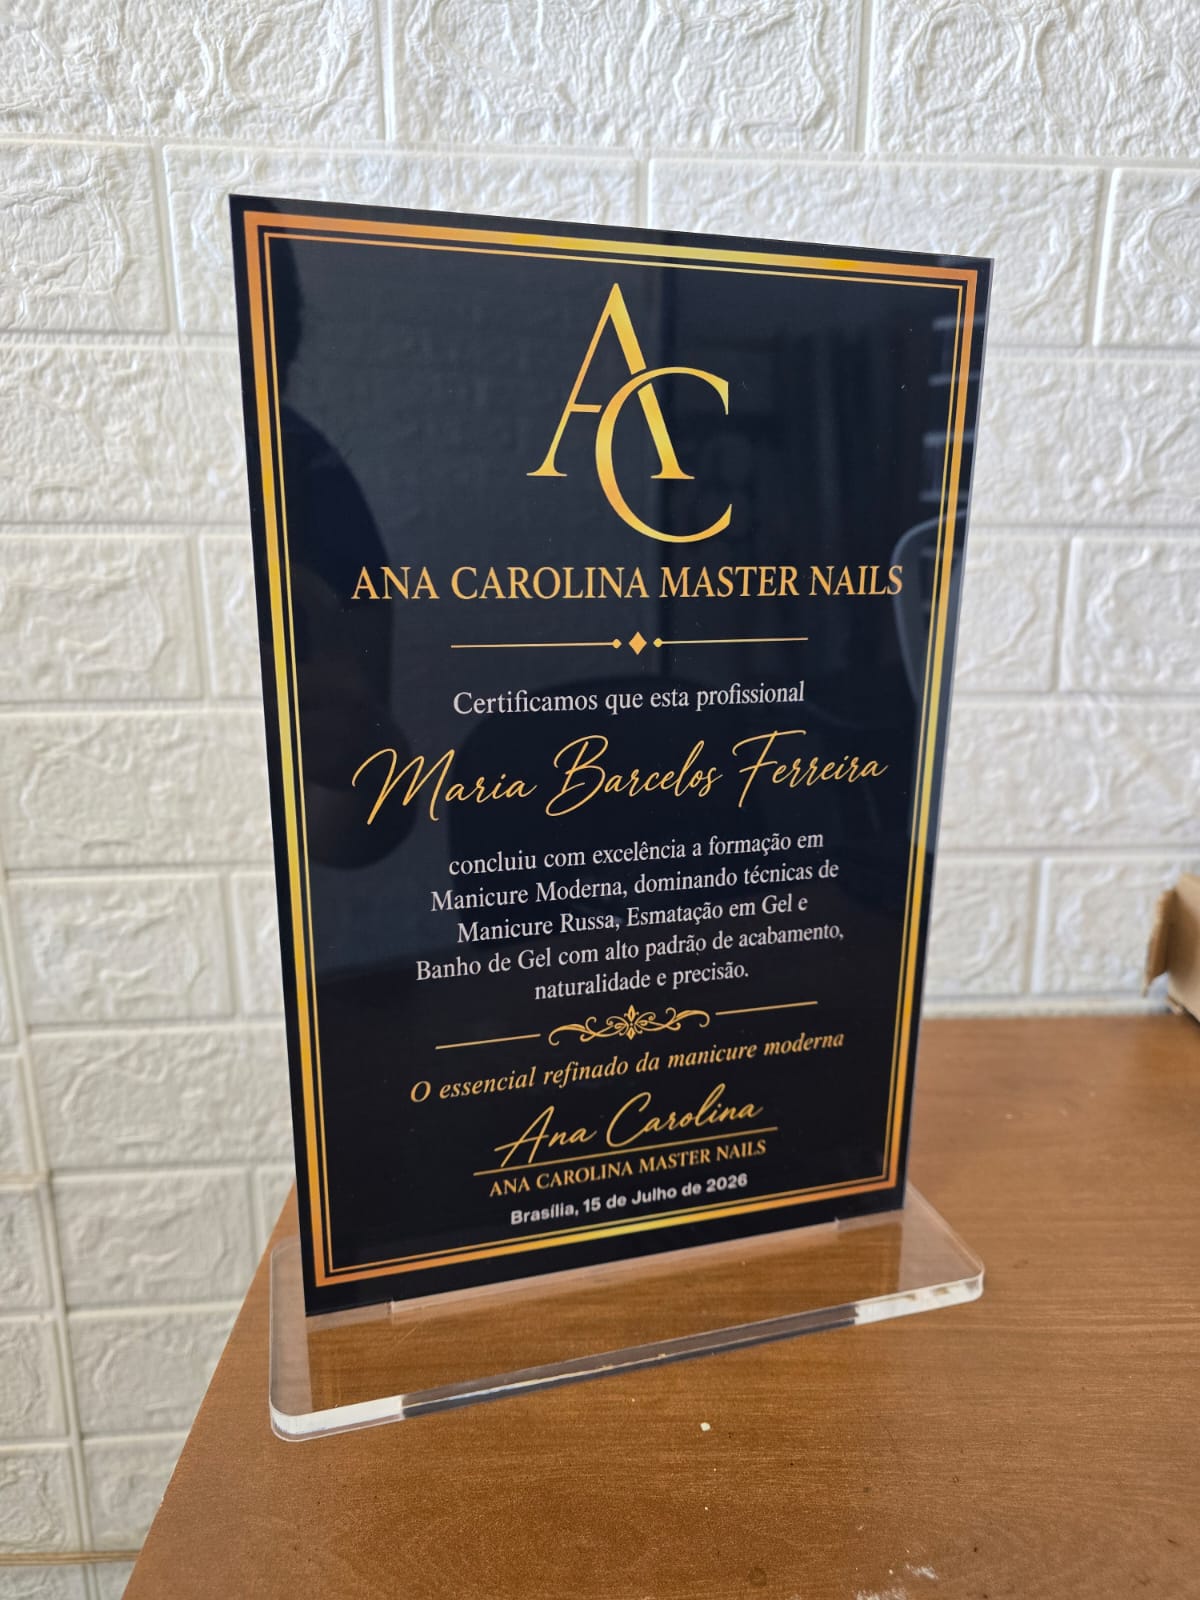 AC
ANA CAROLINA MASTER NAILS
Certificamos que esta profissional
Maria Barcelos Ferreira
concluiu com excelência a formação em
Manicure Moderna, dominando técnicas de
Manicure Russa, Esmatação em Gel e
Banho de Gel com alto padrão de acabamento,
naturalidade e precisão.
O essencial refinado da manicure moderna
Ana Carolina
ANA CAROLINA MASTER NAILS
Brasília, 15 de Julho de 2026